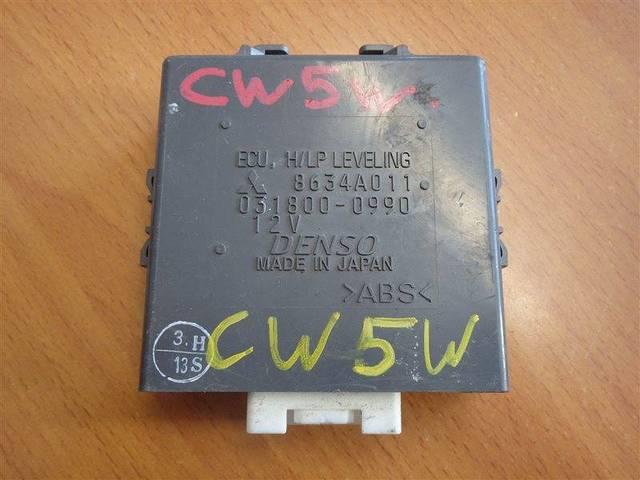 CW5W
ECU, H/LP LEVELING
8634A011
031800-0990
12V
DENSO
MADE IN JAPAN
>ABS<
3.H
13S
CW5W